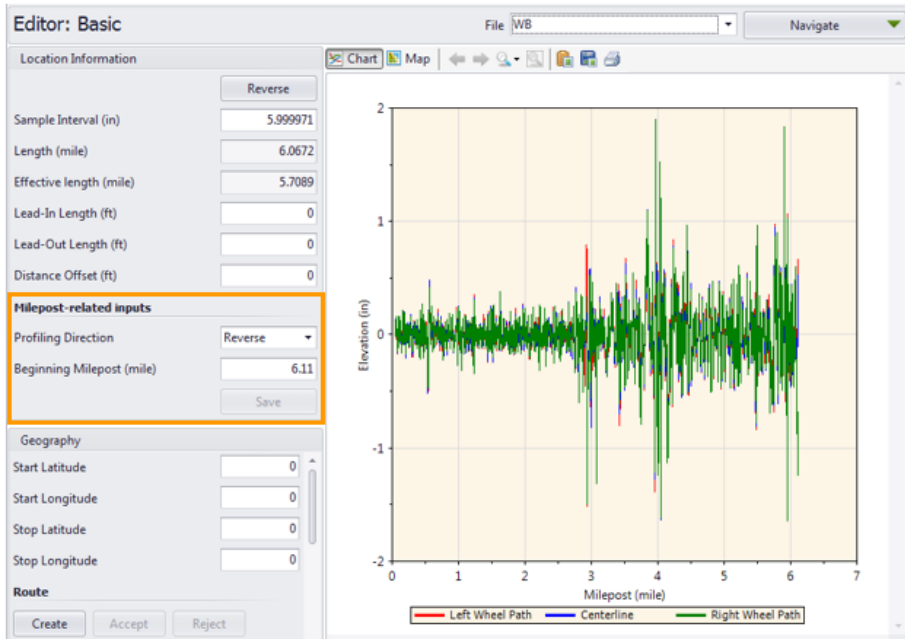 Editor: Basic
File WB Navigate
Location Information
Chart Map
Reverse
Sample Interval (in) 5.999971
Length (mile) 6.0672
Effective length (mile) 5.7089
Lead-In Length (ft) 0
Lead-Out Length (ft) 0
Distance Offset (ft) 0
Milepost-related inputs
Profiling Direction Reverse
Beginning Milepost (mile) 6.11
Save
Geography
Start Latitude 0
Start Longitude 0
Stop Latitude 0
Stop Longitude 0
Route
Create Accept Reject
2
1
0
-1
-2
Elevation (in)
0 1 2 3 4 5 6 7
Milepost (mile)
Left Wheel Path Centerline Right Wheel Path